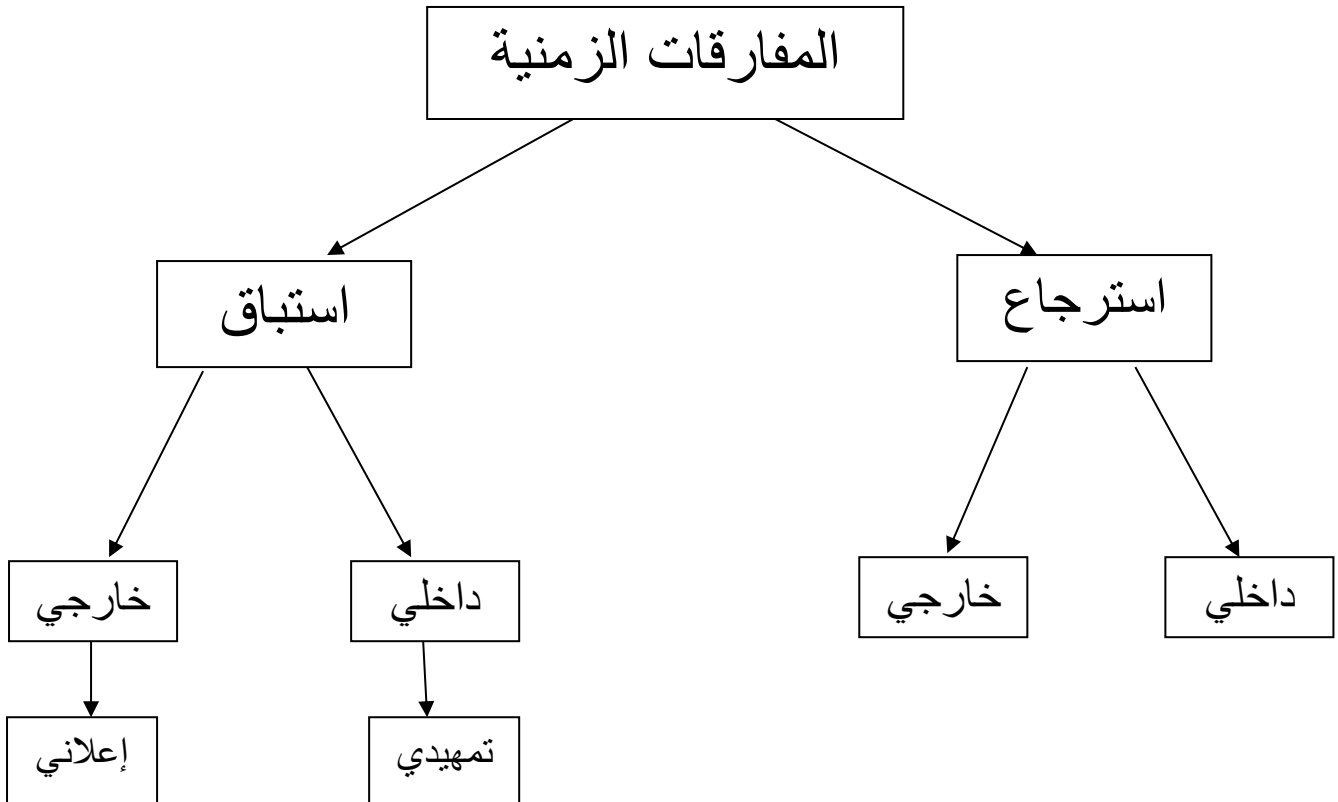 المفارقات الزمنية
استرجاع
استباق
داخلي
خارجي
داخلي
خارجي
تمهيدي
إعلاني